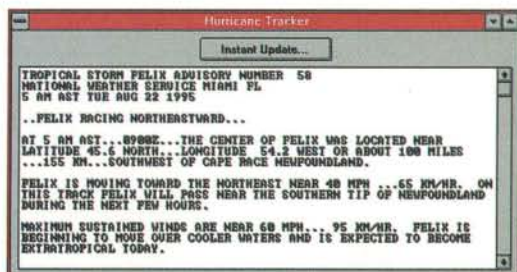 Hurricane Tracker
Instant Update...
TROPICAL STORM FELIX ADVISORY NUMBER 58
NATIONAL WEATHER SERVICE MIAMI FL
5 AM AST TUE AUG 22 1995
..FELIX RACING NORTHEASTWARD...
AT 5 AM AST...0900Z...THE CENTER OF FELIX WAS LOCATED NEAR
LATITUDE 45.6 NORTH...LONGITUDE 54.2 WEST OR ABOUT 100 MILES
...155 KM...SOUTHWEST OF CAPE RACE NEWFOUNDLAND.
FELIX IS MOVING TOWARD THE NORTHEAST NEAR 40 MPH ...65 KM/HR. ON
THIS TRACK FELIX WILL PASS NEAR THE SOUTHERN TIP OF NEWFOUNDLAND
DURING THE NEXT FEW HOURS.
MAXIMUM SUSTAINED WINDS ARE NEAR 60 MPH... 95 KM/HR. FELIX IS
BEGINNING TO MOVE OVER COOLER WATERS AND IS EXPECTED TO BECOME
EXTRATROPICAL TODAY.